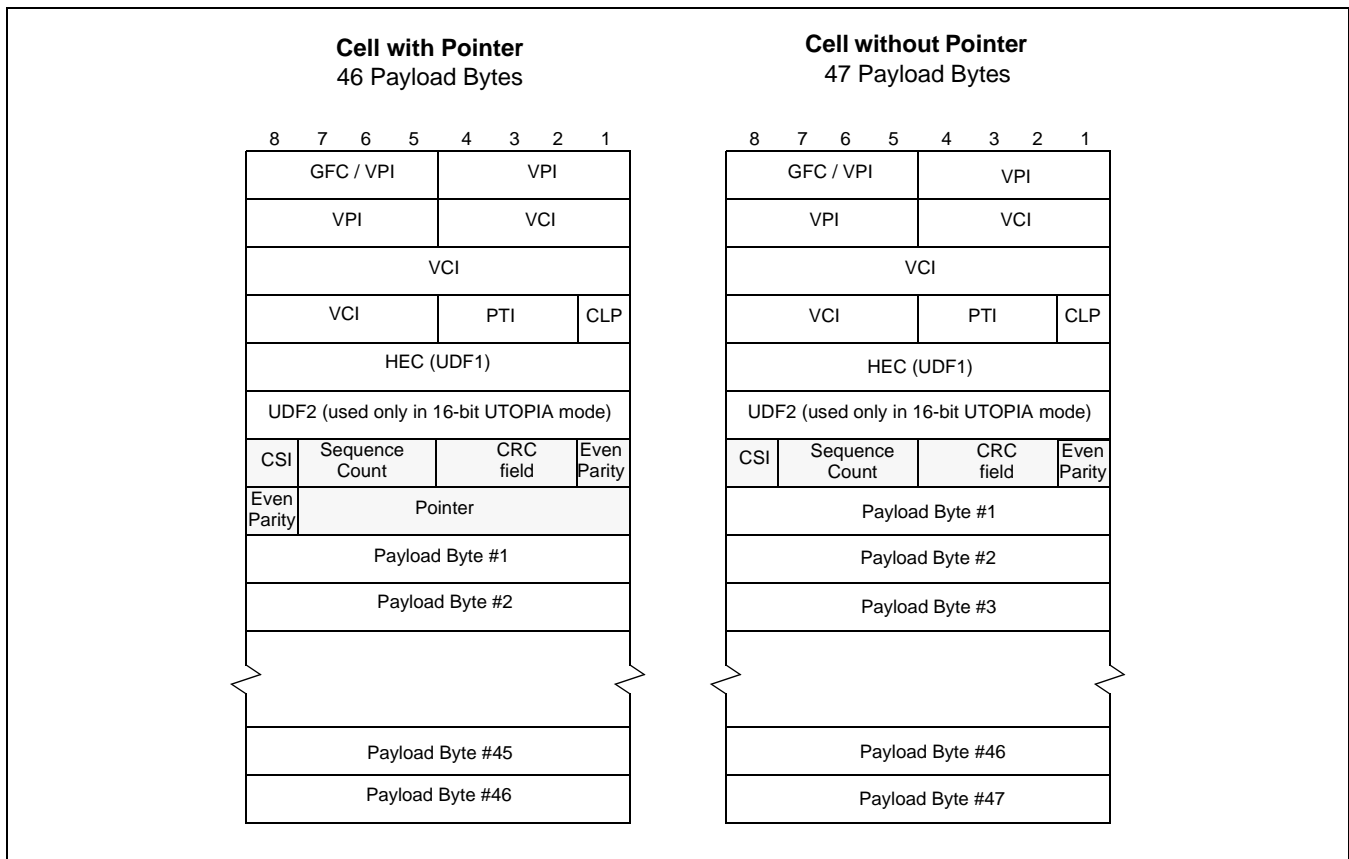 Cell with Pointer
46 Payload Bytes
8 7 6 5 4 3 2 1
GFC / VPI VPI
VPI VCI
VCI
VCI PTI CLP
HEC (UDF1)
UDF2 (used only in 16-bit UTOPIA mode)
CSI Sequence Count CRC field Even Parity
Even Parity Pointer
Payload Byte #1
Payload Byte #2
Payload Byte #45
Payload Byte #46
Cell without Pointer
47 Payload Bytes
8 7 6 5 4 3 2 1
GFC / VPI VPI
VPI VCI
VCI
VCI PTI CLP
HEC (UDF1)
UDF2 (used only in 16-bit UTOPIA mode)
CSI Sequence Count CRC field Even Parity
Payload Byte #1
Payload Byte #2
Payload Byte #3
Payload Byte #46
Payload Byte #47